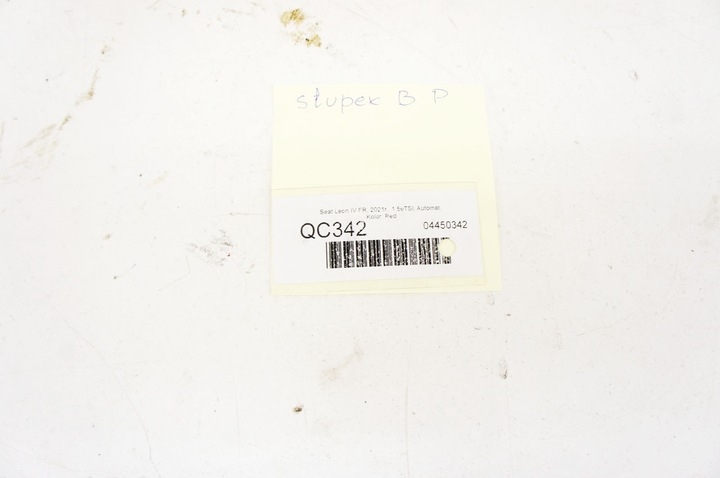 słupek B P
Seat Leon IV FR, 2021r., 1.5eTSI, Automat,
Kolor: Red
QC342 04450342